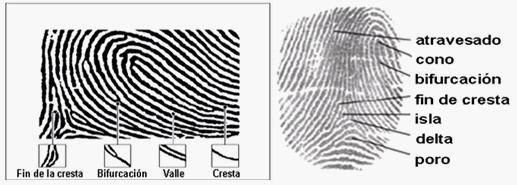 Fin de la cresta
Bifurcación
Valle
Cresta
atravesado
cono
bifurcación
fin de cresta
isla
delta
poro